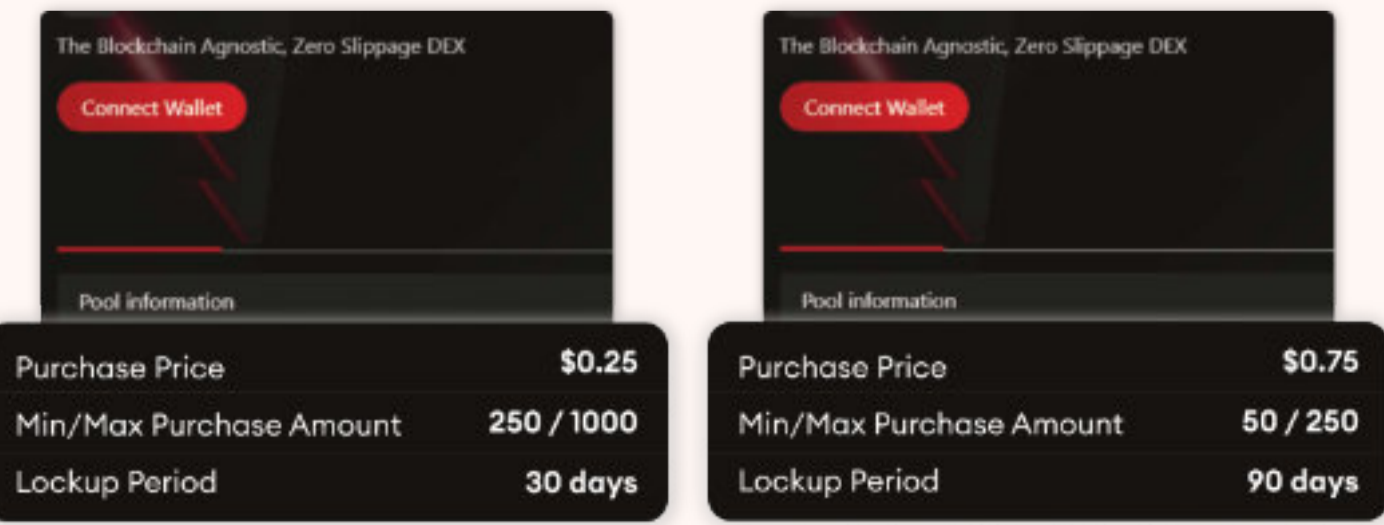 The Blockchain Agnostic, Zero Slippage DEX
Connect Wallet
Pool information
Purchase Price $0.25
Min/Max Purchase Amount 250 / 1000
Lockup Period 30 days
The Blockchain Agnostic, Zero Slippage DEX
Connect Wallet
Pool information
Purchase Price $0.75
Min/Max Purchase Amount 50 / 250
Lockup Period 90 days